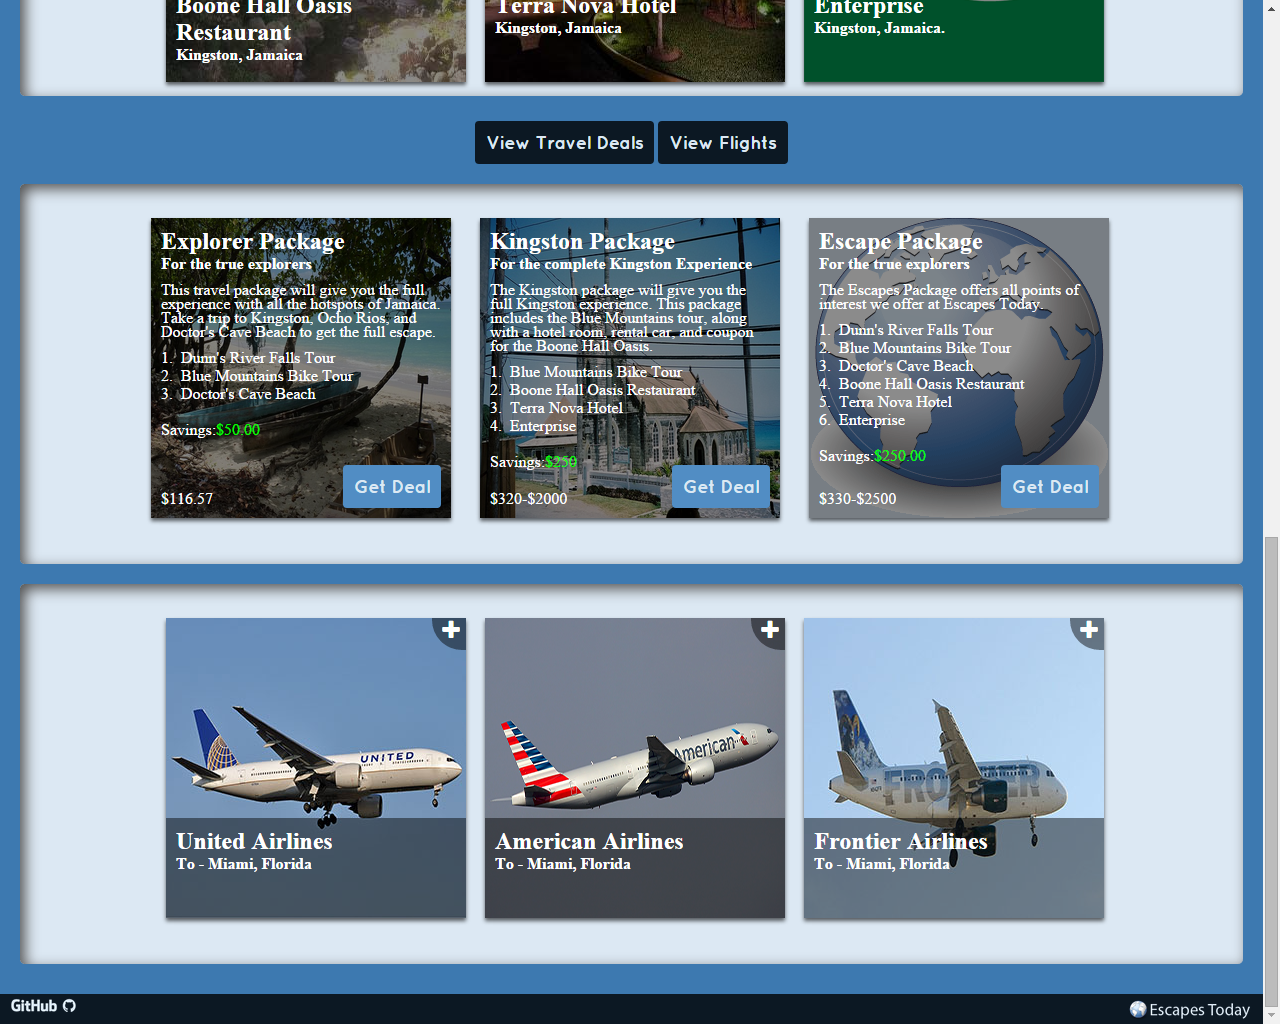 Boone Hall Oasis
Restaurant
Kingston, Jamaica
Terra Nova Hotel
Kingston, Jamaica
Enterprise
Kingston, Jamaica.
View Travel Deals
View Flights
Explorer Package
For the true explorers
This travel package will give you the full
experience with all the hotspots of Jamaica.
Take a trip to Kingston, Ocho Rios, and
Doctor's Cave Beach to get the full escape.
1. Dunn's River Falls Tour
2. Blue Mountains Bike Tour
3. Doctor's Cave Beach
Savings:$50.00
$116.57
Get Deal
Kingston Package
For the complete Kingston Experience
The Kingston package will give you the
full Kingston experience. This package
includes the Blue Mountains tour, along
with a hotel room, rental car, and coupon
for the Boone Hall Oasis.
1. Blue Mountains Bike Tour
2. Boone Hall Oasis Restaurant
3. Terra Nova Hotel
4. Enterprise
Savings:$250
$320-$2000
Get Deal
Escape Package
For the true explorers
The Escapes Package offers all points of
interest we offer at Escapes Today.
1. Dunn's River Falls Tour
2. Blue Mountains Bike Tour
3. Doctor's Cave Beach
4. Boone Hall Oasis Restaurant
5. Terra Nova Hotel
6. Enterprise
Savings:$250.00
$330-$2500
Get Deal
UNITED
United Airlines
To - Miami, Florida
American
American Airlines
To - Miami, Florida
FRONTIER
Frontier Airlines
To - Miami, Florida
GitHub
Escapes Today